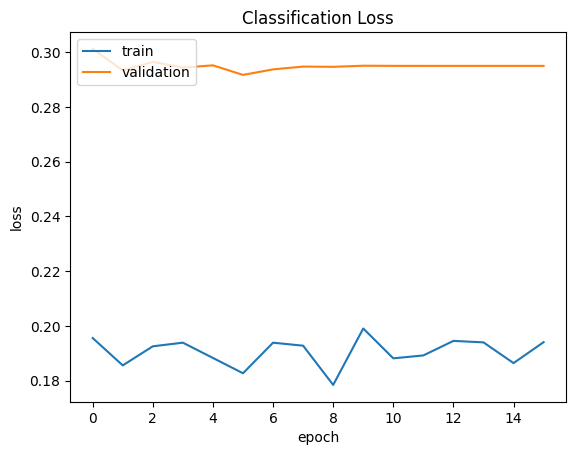 Classification Loss
train
validation
loss
0.30
0.28
0.26
0.24
0.22
0.20
0.18
0 2 4 6 8 10 12 14
epoch